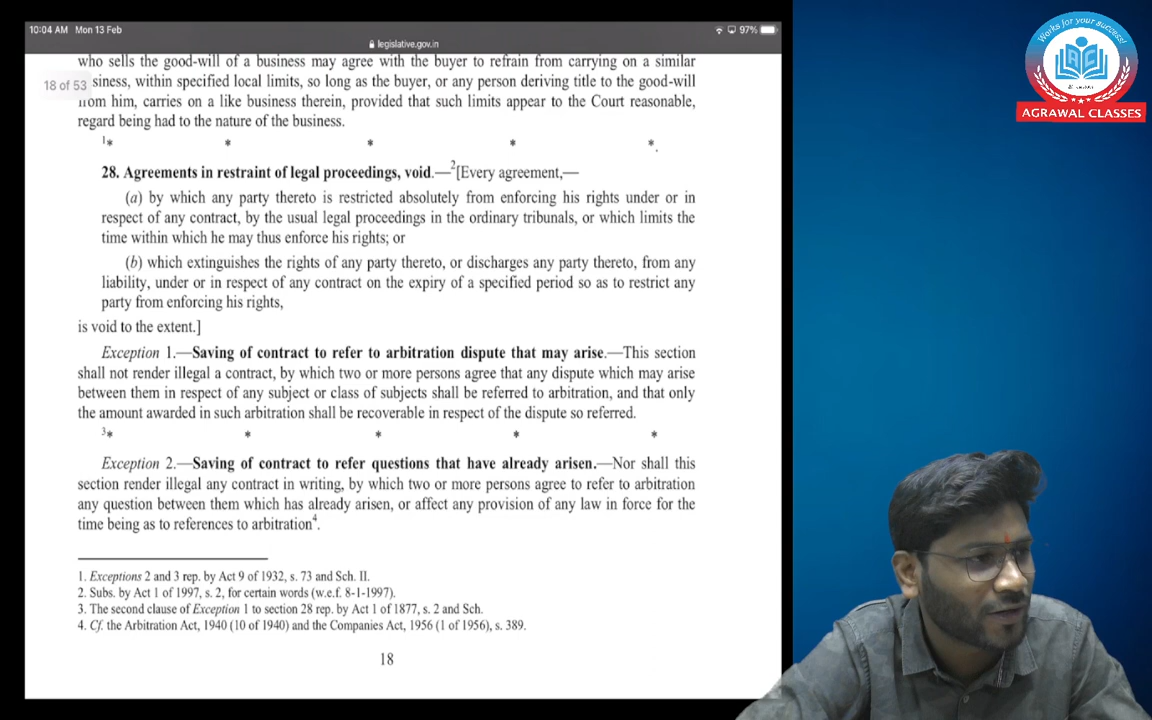 10:04 AM Mon 13 Feb
97%
legislative.gov.in
Works for your success!
AC
AGRAWAL CLASSES
18 of 53
who sells the good-will of a business may agree with the buyer to refrain from carrying on a similar
siness, within specified local limits, so long as the buyer, or any person deriving title to the good-will
from him, carries on a like business therein, provided that such limits appear to the Court reasonable,
regard being had to the nature of the business.
1* * * * *.
28. Agreements in restraint of legal proceedings, void.—2[Every agreement,—
(a) by which any party thereto is restricted absolutely from enforcing his rights under or in
respect of any contract, by the usual legal proceedings in the ordinary tribunals, or which limits the
time within which he may thus enforce his rights; or
(b) which extinguishes the rights of any party thereto, or discharges any party thereto, from any
liability, under or in respect of any contract on the expiry of a specified period so as to restrict any
party from enforcing his rights,
is void to the extent.]
Exception 1.—Saving of contract to refer to arbitration dispute that may arise.—This section
shall not render illegal a contract, by which two or more persons agree that any dispute which may arise
between them in respect of any subject or class of subjects shall be referred to arbitration, and that only
the amount awarded in such arbitration shall be recoverable in respect of the dispute so referred.
3* * * * *
Exception 2.—Saving of contract to refer questions that have already arisen.—Nor shall this
section render illegal any contract in writing, by which two or more persons agree to refer to arbitration
any question between them which has already arisen, or affect any provision of any law in force for the
time being as to references to arbitration4.
1. Exceptions 2 and 3 rep. by Act 9 of 1932, s. 73 and Sch. II.
2. Subs. by Act 1 of 1997, s. 2, for certain words (w.e.f. 8-1-1997).
3. The second clause of Exception 1 to section 28 rep. by Act 1 of 1877, s. 2 and Sch.
4. Cf. the Arbitration Act, 1940 (10 of 1940) and the Companies Act, 1956 (1 of 1956), s. 389.
18